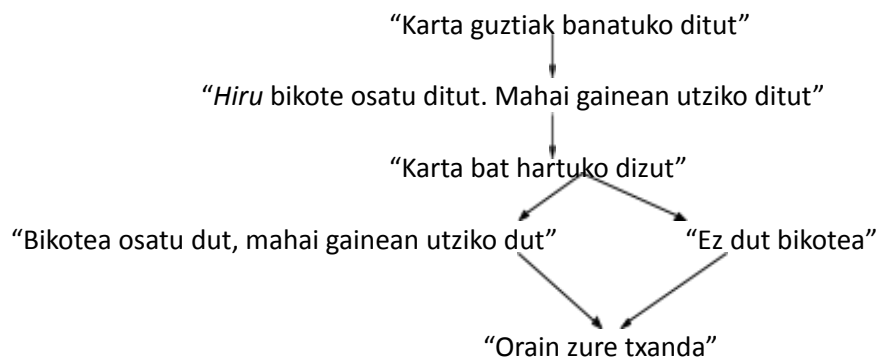 “Karta guztiak banatuko ditut”
“Hiru bikote osatu ditut. Mahai gainean utziko ditut”
“Karta bat hartuko dizut”
“Bikotea osatu dut, mahai gainean utziko dut”
“Ez dut bikotea”
“Orain zure txanda”